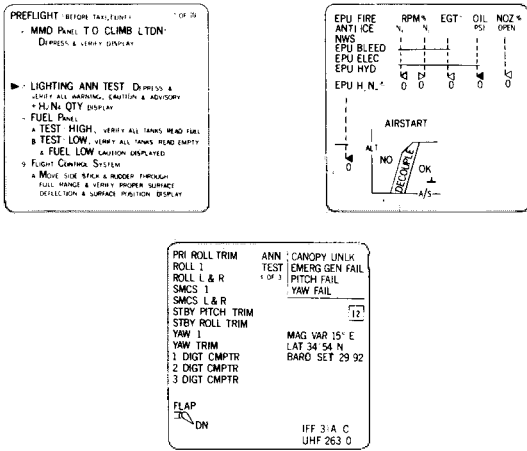 PREFLIGHT (BEFORE TAXI, CONT) OF
MMD PANEL TO CLIMB LTDN
DEPRESS & VERIFY DISPLAY
LIGHTING ANN TEST DEPRESS &
VERIFY ALL WARNING, CAUTION & ADVISORY
+ QTY DISPLAY
FUEL PANEL
A TEST HIGH, VERIFY ALL TANKS READ FULL
B TEST LOW, VERIFY ALL TANKS READ EMPTY
& FUEL LOW CAUTION DISPLAYED
9 FLIGHT CONTROL SYSTEM
A MOVE SIDE STICK & RUDDER THROUGH
FULL RANGE & VERIFY PROPER SURFACE
DEFLECTION & SURFACE POSITION DISPLAY
EPU FIRE RPM% EGT OIL NOZ%
ANTI ICE PSI OPEN
NWS
EPU BLEED
EPU ELEC
EPU HYD
EPU 0 0 0 0 0
AIRSTART
ALT
NO
DECOUPLE
OK
0
A/S
PRI ROLL TRIM ANN CANOPY UNLK
ROLL 1 TEST EMERG GEN FAIL
ROLL L & R 1 OF 3 PITCH FAIL
SMCS 1 YAW FAIL
SMCS L & R
STBY PITCH TRIM 12
STBY ROLL TRIM
YAW 1 MAG VAR 15° E
YAW TRIM LAT 34 54 N
1 DIGT CMPTR BARO SET 29 92
2 DIGT CMPTR
3 DIGT CMPTR
FLAP
DN
IFF 3/A C
UHF 263 0